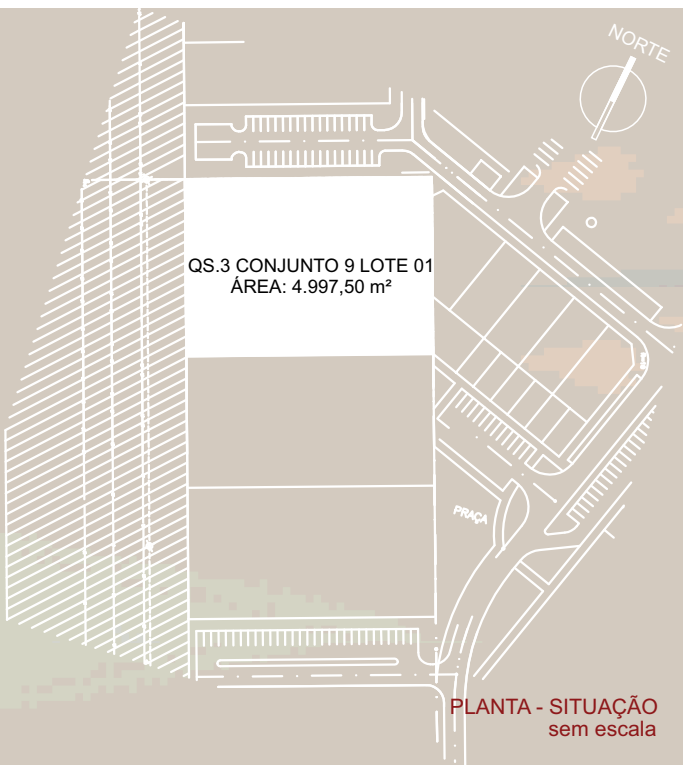 NORTE
QS.3 CONJUNTO 9 LOTE 01
ÁREA: 4.997,50 m²
PRAÇA
PLANTA - SITUAÇÃO
sem escala